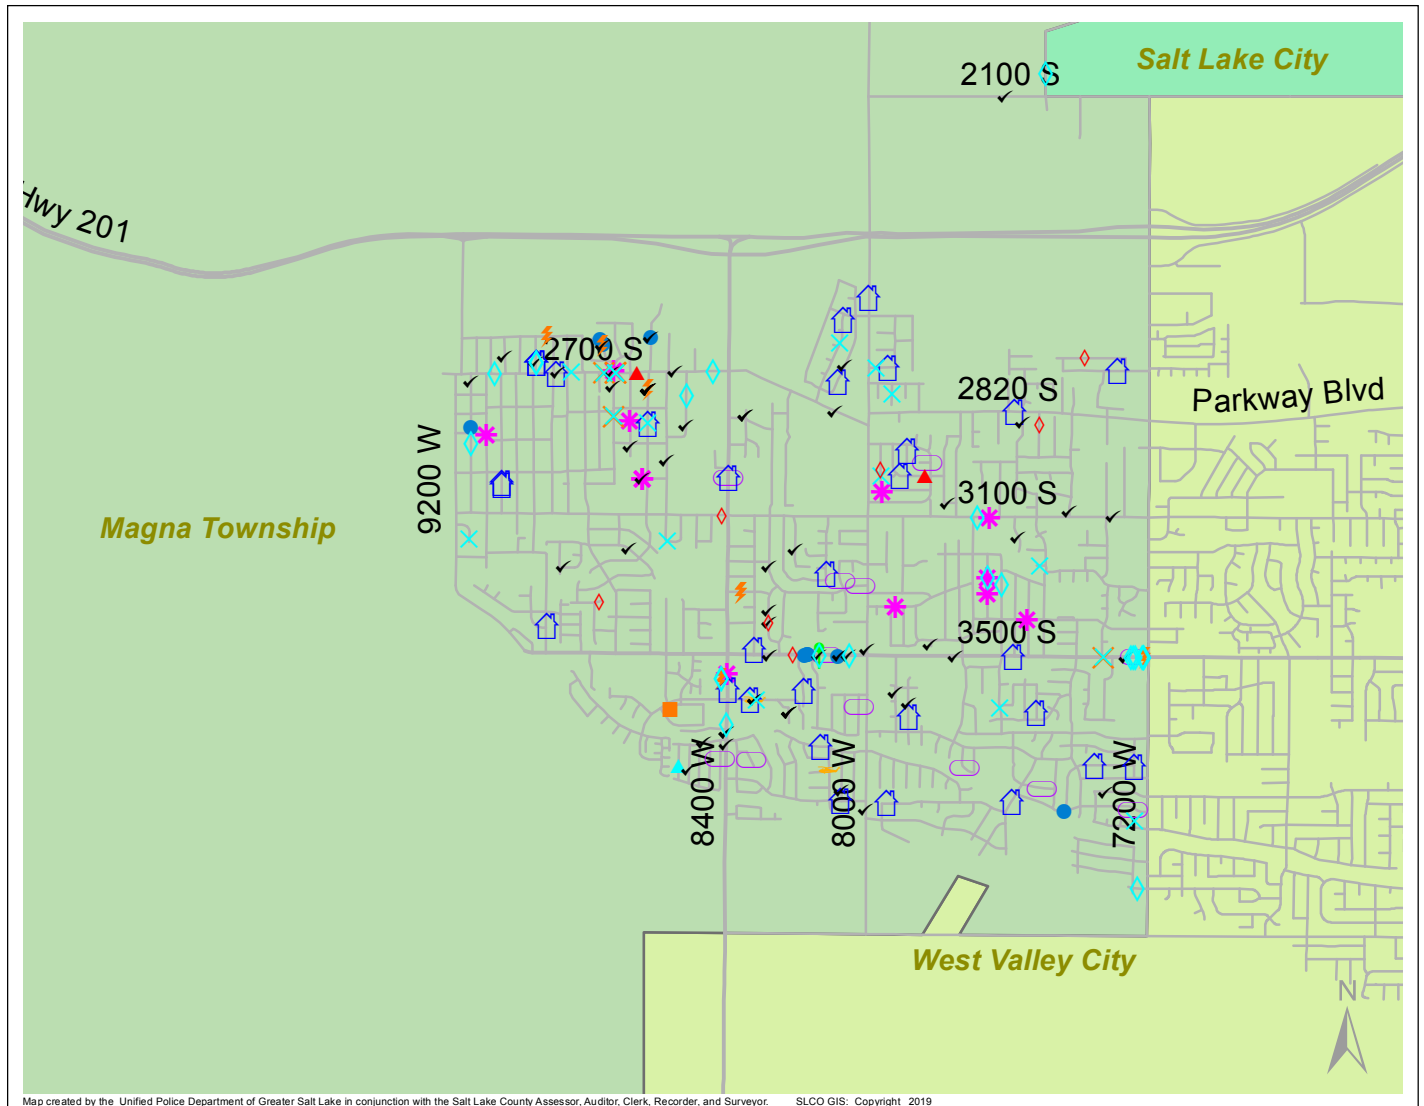 Salt Lake City
2100 S
Hwy 201
2700 S
2820 S
Parkway Blvd
9200 W
3100 S
Magna Township
3500 S
8400 W
8000 W
7200 W
West Valley City
N
Map created by the Unified Police Department of Greater Salt Lake in conjunction with the Salt Lake County Assessor, Auditor, Clerk, Recorder, and Surveyor. SLCO GIS: Copyright 2019